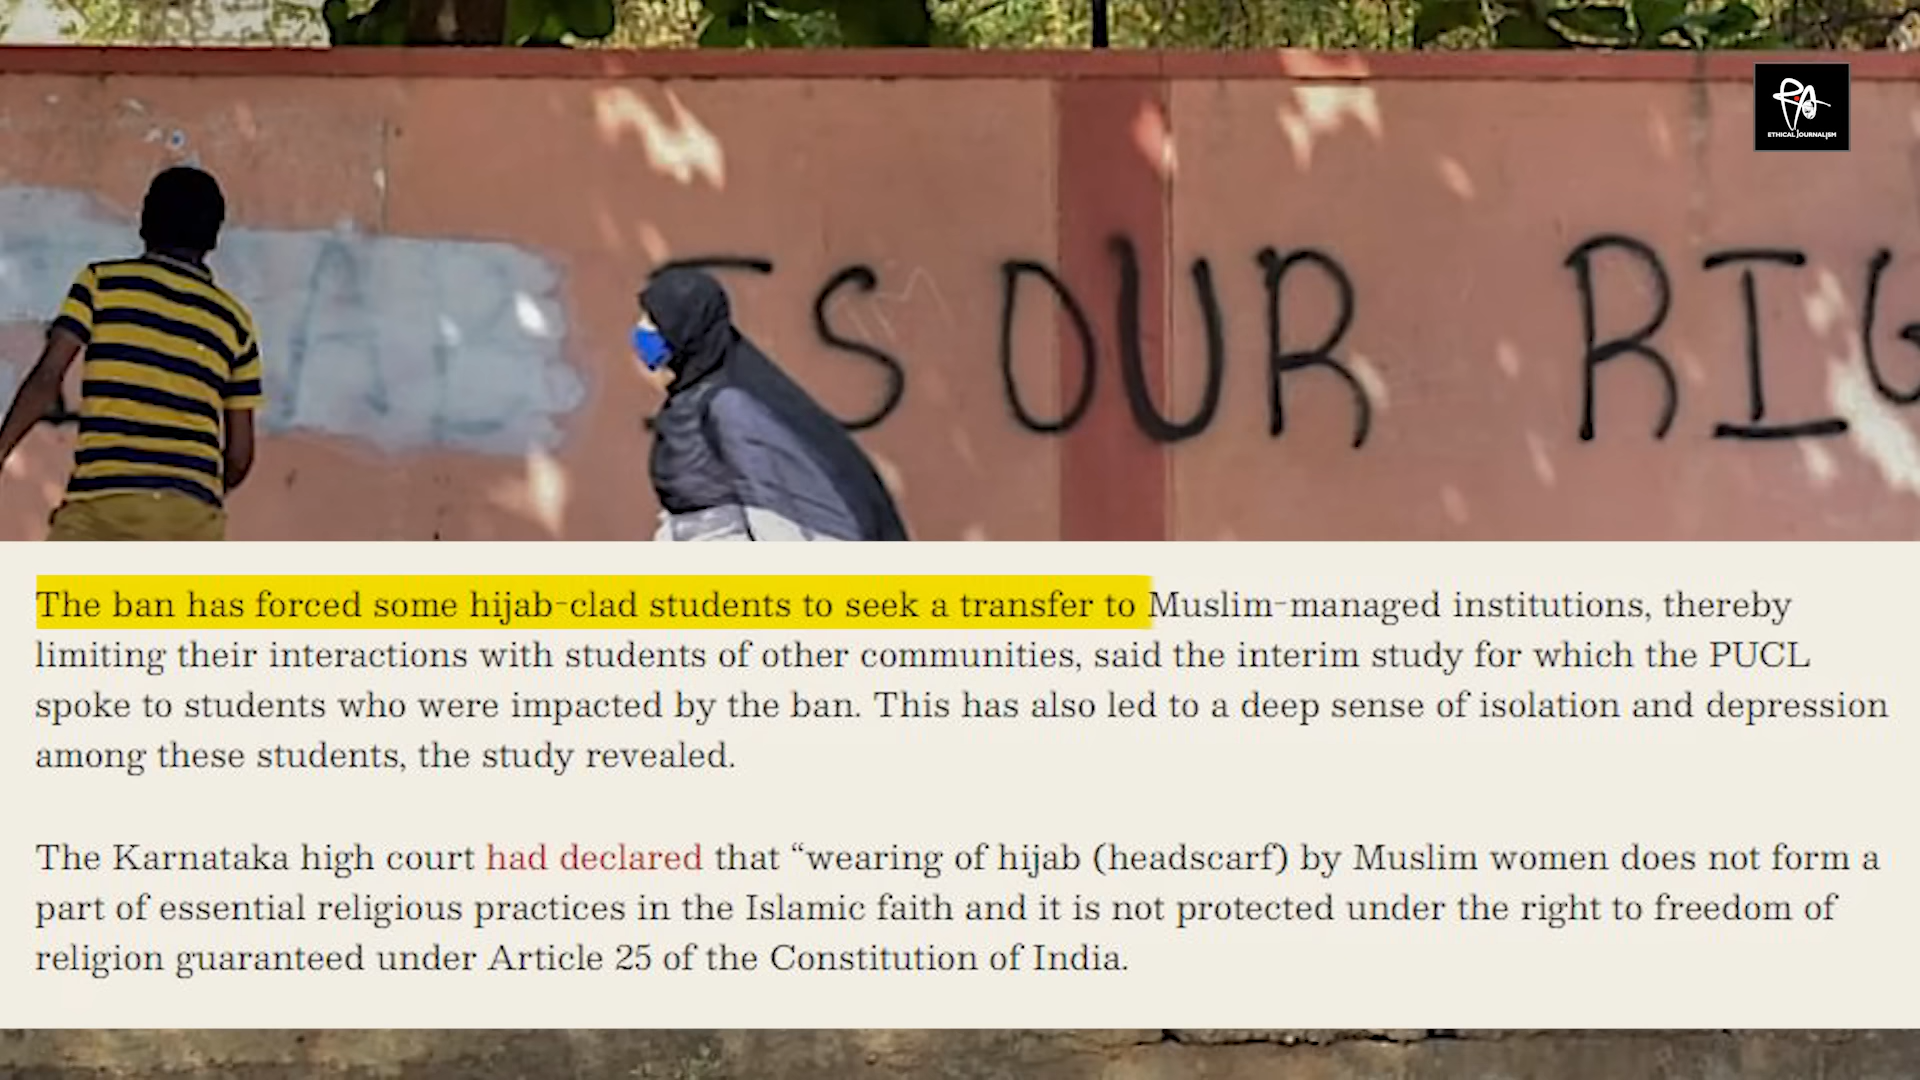 ETHICAL JOURNALISM
IS OUR RIG
The ban has forced some hijab-clad students to seek a transfer to Muslim-managed institutions, thereby
limiting their interactions with students of other communities, said the interim study for which the PUCL
spoke to students who were impacted by the ban. This has also led to a deep sense of isolation and depression
among these students, the study revealed.
The Karnataka high court had declared that “wearing of hijab (headscarf) by Muslim women does not form a
part of essential religious practices in the Islamic faith and it is not protected under the right to freedom of
religion guaranteed under Article 25 of the Constitution of India.